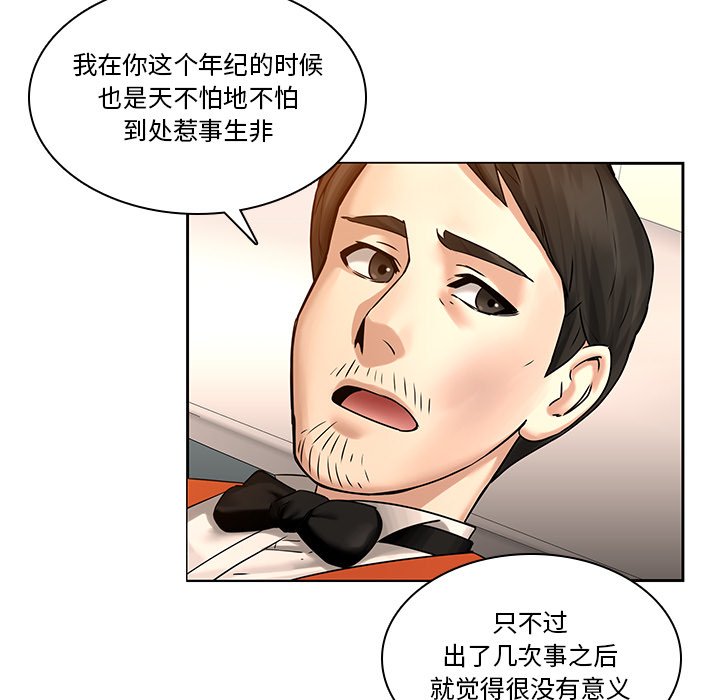 我在你这个年纪的时候
也是天不怕地不怕
到处惹事生非
只不过
出了几次事之后
就觉得很没有意义